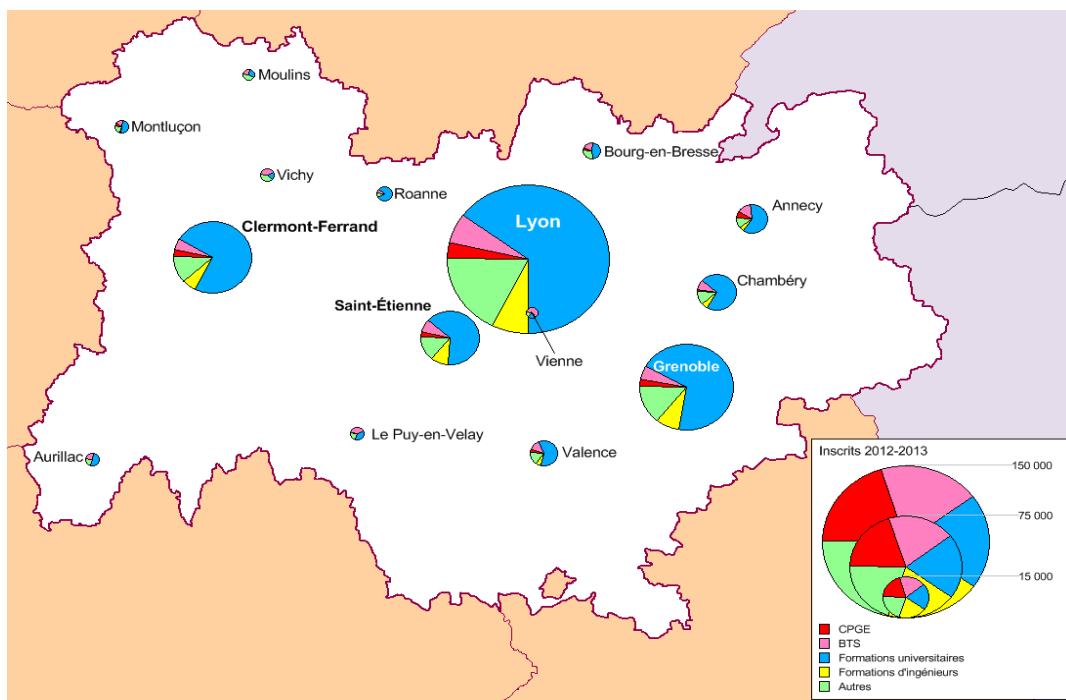 Moulins
Montluçon
Bourg-en-Bresse
Vichy
Roanne
Annecy
Lyon
Clermont-Ferrand
Chambéry
Saint-Étienne
Vienne
Grenoble
Le Puy-en-Velay
Aurillac
Valence
Inscrits 2012-2013
150 000
75 000
15 000
CPGE
BTS
Formations universitaires
Formations d'ingénieurs
Autres